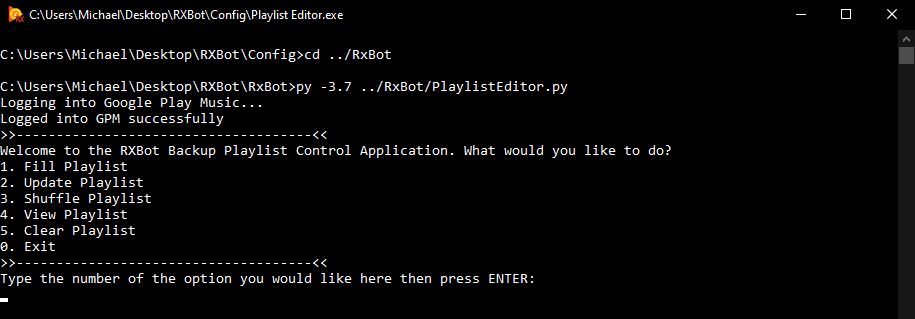 C:\Users\Michael\Desktop\RXBot\Config\Playlist Editor.exe
C:\Users\Michael\Desktop\RXBot\Config>cd ../RxBot
C:\Users\Michael\Desktop\RXBot\RxBot>py -3.7 ../RxBot/PlaylistEditor.py
Logging into Google Play Music...
Logged into GPM successfully
>>-------------------------------------<<
Welcome to the RXBot Backup Playlist Control Application. What would you like to do?
1. Fill Playlist
2. Update Playlist
3. Shuffle Playlist
4. View Playlist
5. Clear Playlist
0. Exit
>>-------------------------------------<<
Type the number of the option you would like here then press ENTER: